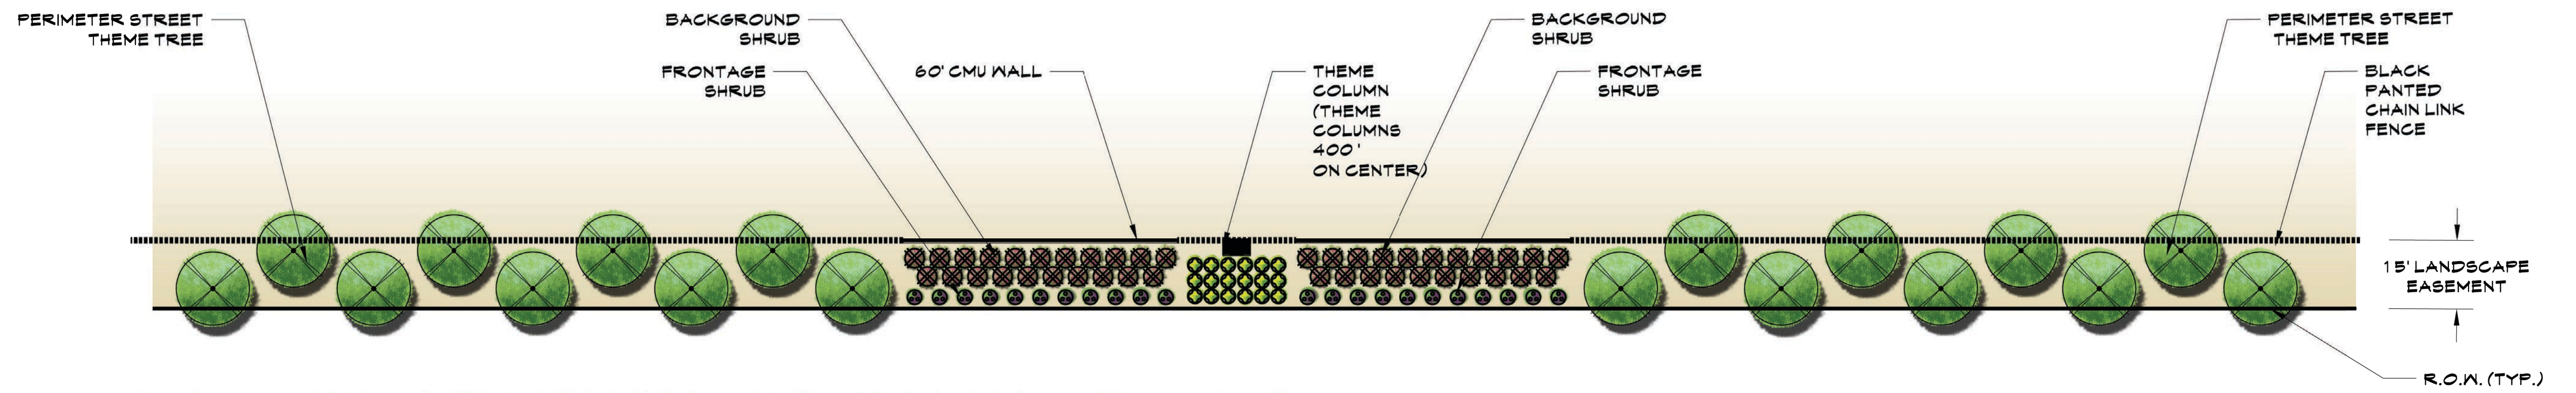 PERIMETER STREET
THEME TREE
BACKGROUND
SHRUB
FRONTAGE
SHRUB
60' CMU WALL
THEME
COLUMN
(THEME
COLUMNS
400'
ON CENTER)
BACKGROUND
SHRUB
FRONTAGE
SHRUB
PERIMETER STREET
THEME TREE
BLACK
PANTED
CHAIN LINK
FENCE
15' LANDSCAPE
EASEMENT
R.O.W. (TYP.)